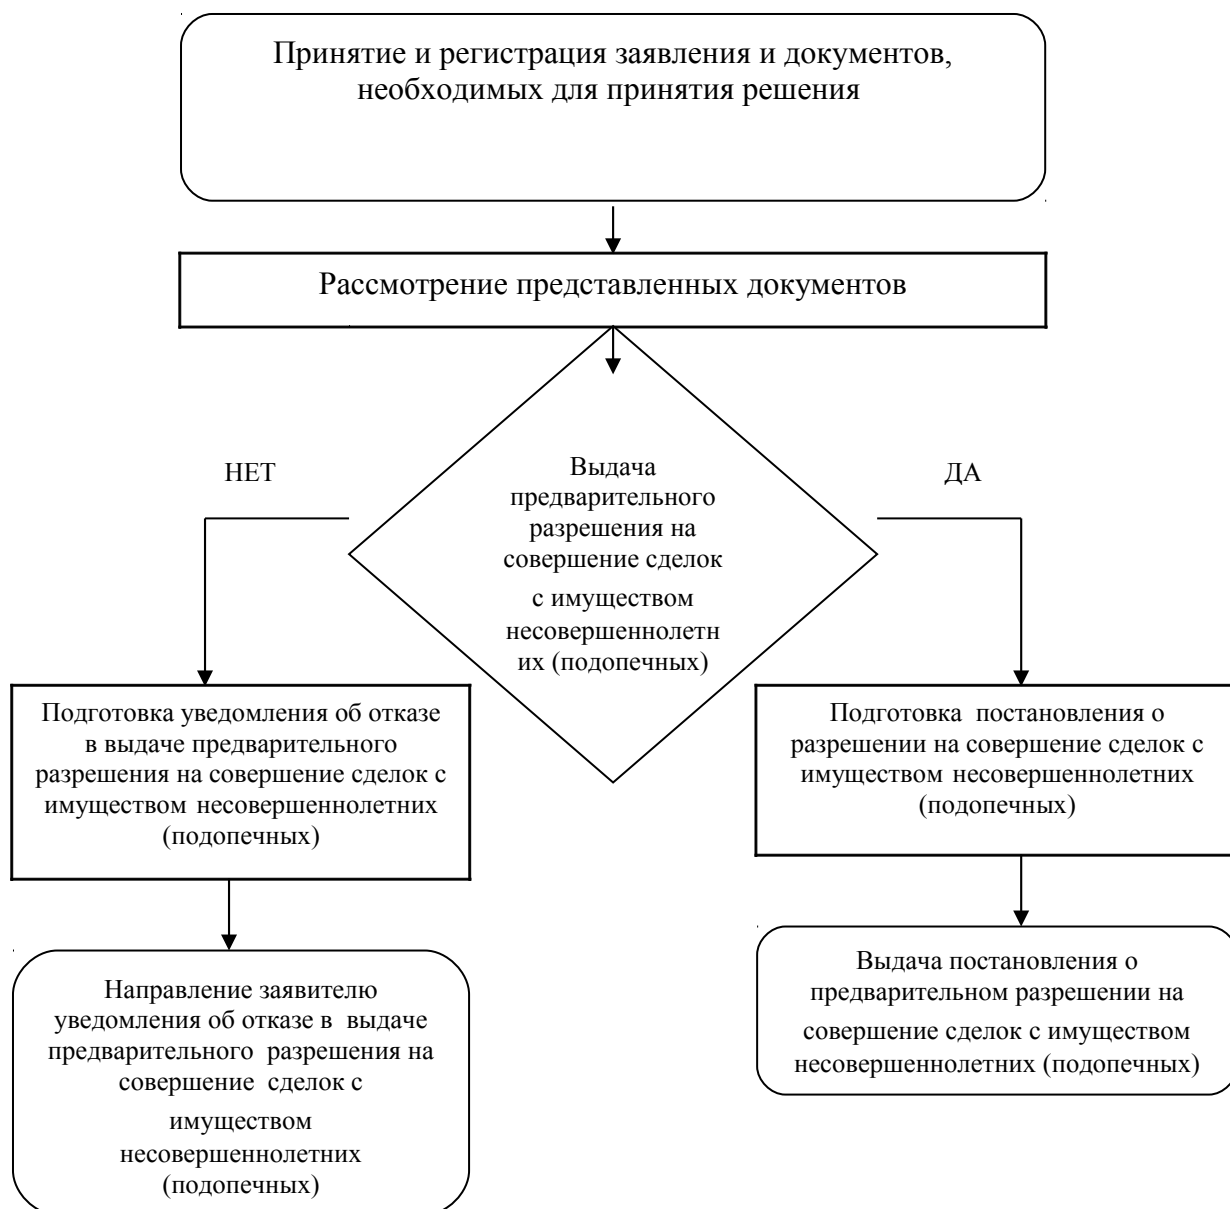 Принятие и регистрация заявления и документов,
необходимых для принятия решения
Рассмотрение представленных документов
НЕТ
ДА
Выдача
предварительного
разрешения на
совершение сделок
с имуществом
несовершеннолетн
их (подопечных)
Подготовка уведомления об отказе
в выдаче предварительного
разрешения на совершение сделок с
имуществом несовершеннолетних
(подопечных)
Подготовка постановления о
разрешении на совершение сделок с
имуществом несовершеннолетних
(подопечных)
Направление заявителю
уведомления об отказе в выдаче
предварительного разрешения на
совершение сделок с
имуществом
несовершеннолетних
(подопечных)
Выдача постановления о
предварительном разрешении на
совершение сделок с имуществом
несовершеннолетних (подопечных)